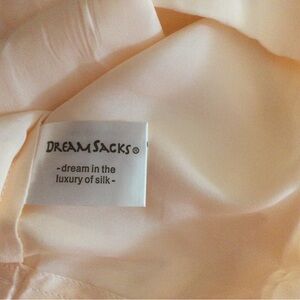 DREAMSACKS®
-dream in the
luxury of silk-